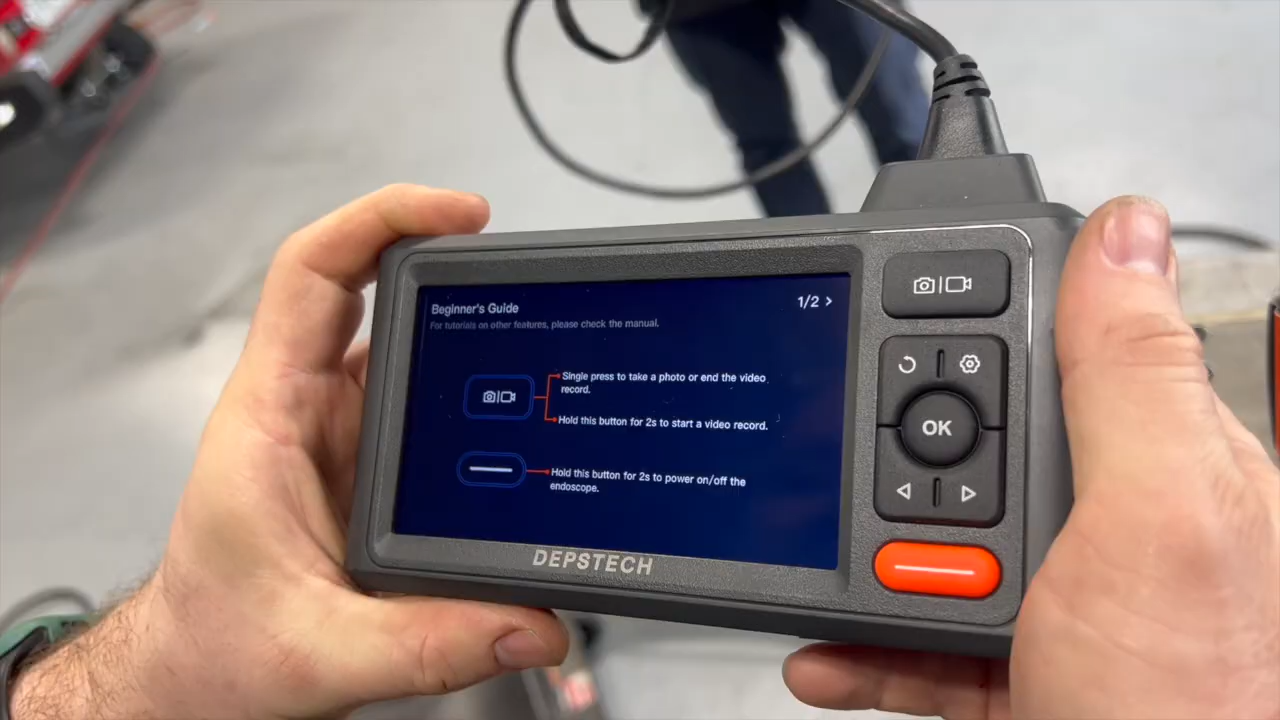 Beginner's Guide
1/2 >
For tutorials on other features, please check the manual.
Single press to take a photo or end the video
record.
Hold this button for 2s to start a video record.
Hold this button for 2s to power on/off the
endoscope.
DEPSTECH
OK